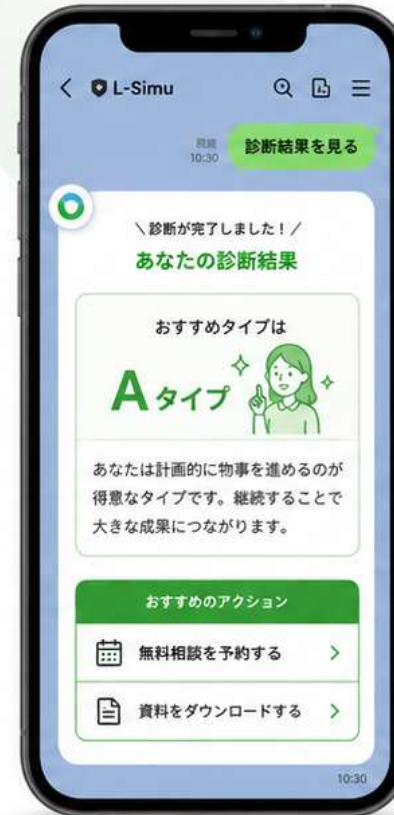 L-Simu
診断結果を見る
10:30
＼診断が完了しました！／
あなたの診断結果
おすすめタイプは
Aタイプ
あなたは計画的に物事を進めるのが
得意なタイプです。継続することで
大きな成果につながります。
おすすめのアクション
無料相談を予約する
資料をダウンロードする
10:30